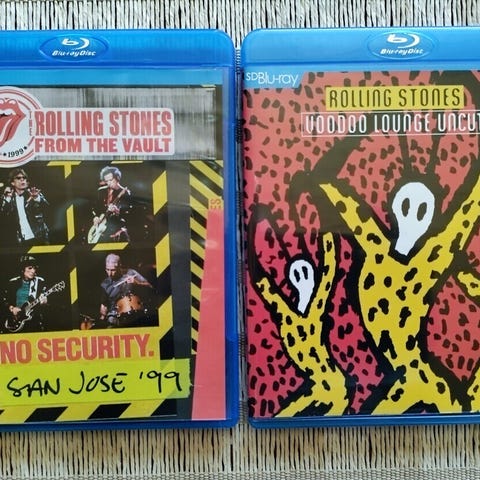 Blu-ray Disc
THE
ROLLING STONES
FROM THE VAULT
1999
NO SECURITY.
SAN JOSE '99
Blu-ray Disc
SD Blu-ray
ROLLING STONES
VOODOO LOUNGE UNCUT